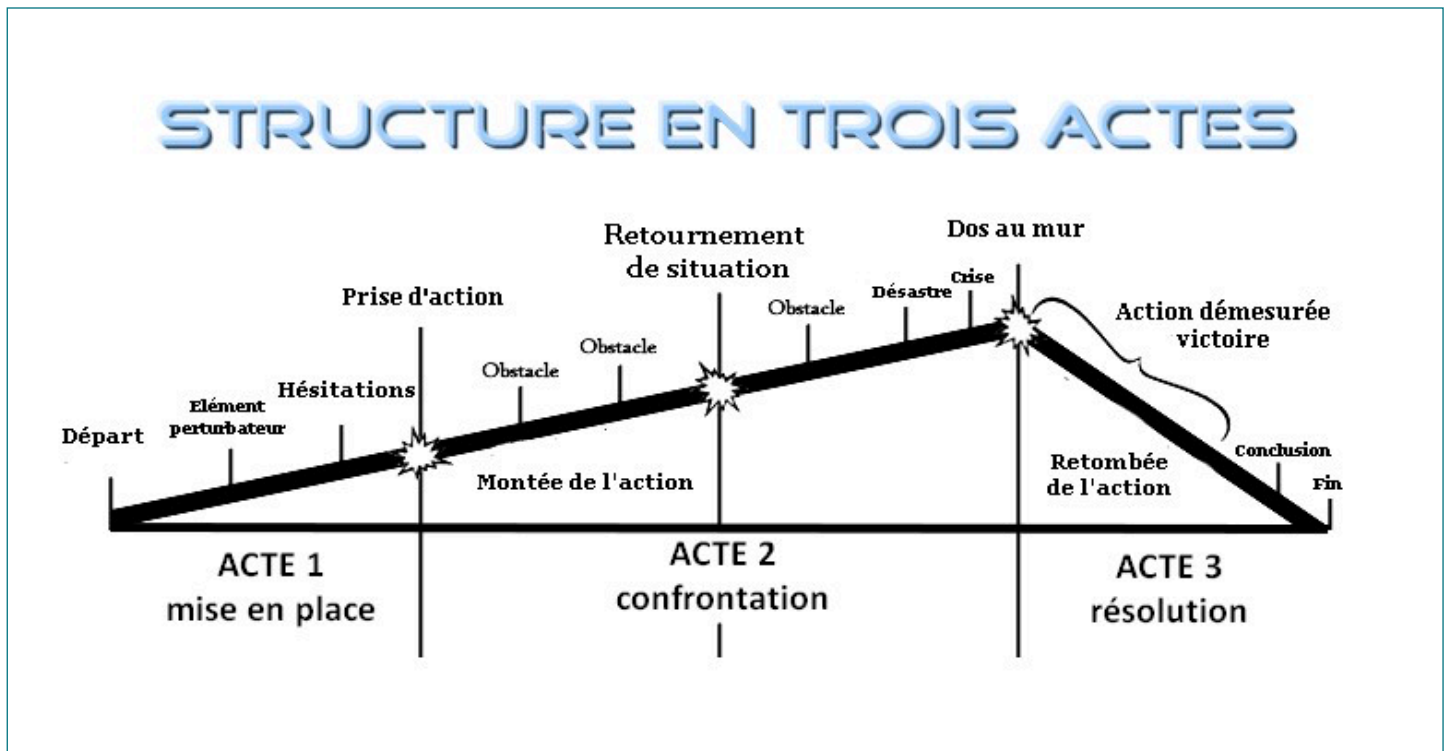 STRUCTURE EN TROIS ACTES
Départ
Elément
perturbateur
Hésitations
Prise d'action
Obstacle
Obstacle
Retournement
de situation
Obstacle
Désastre
Crise
Dos au mur
Action démesurée
victoire
Conclusion
Fin
Montée de l'action
Retombée
de l'action
ACTE 1
mise en place
ACTE 2
confrontation
ACTE 3
résolution